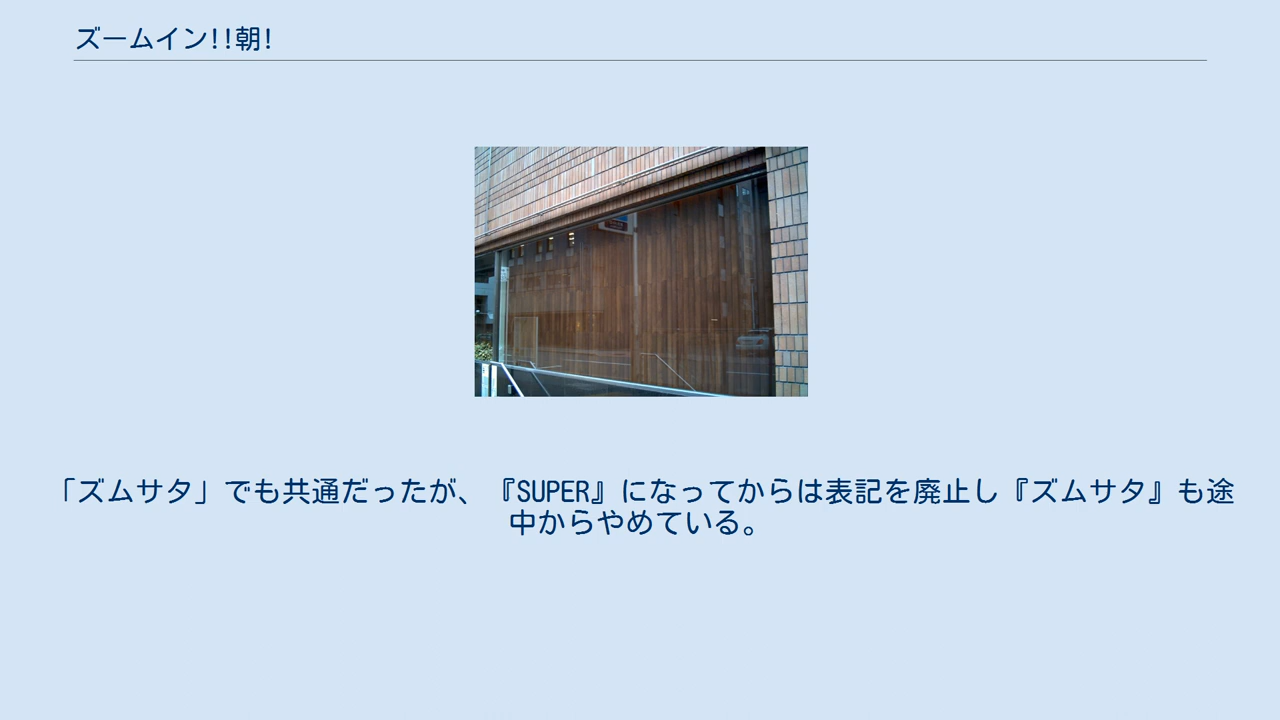 ズームイン!!朝!
「ズムサタ」でも共通だったが、『SUPER』になってからは表記を廃止し『ズムサタ』も途
中からやめている。